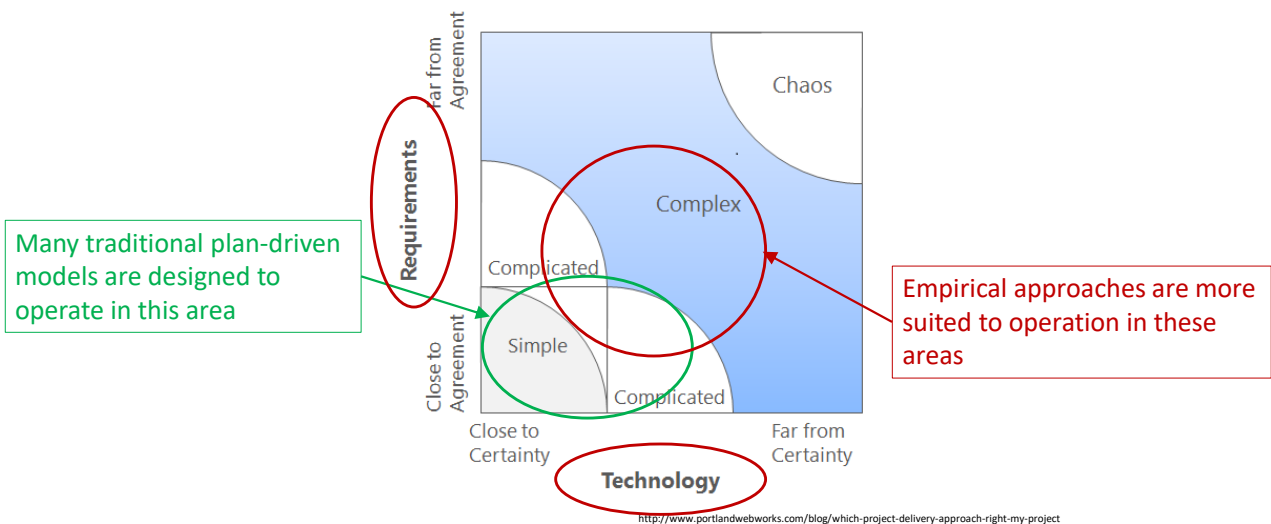 Far from
Agreement
Chaos
Requirements
Complex
Many traditional plan-driven
models are designed to
operate in this area
Complicated
Empirical approaches are more
suited to operation in these
areas
Close to
Agreement
Simple
Complicated
Close to
Certainty
Far from
Certainty
Technology
http://www.portlandwebworks.com/blog/which-project-delivery-approach-right-my-project